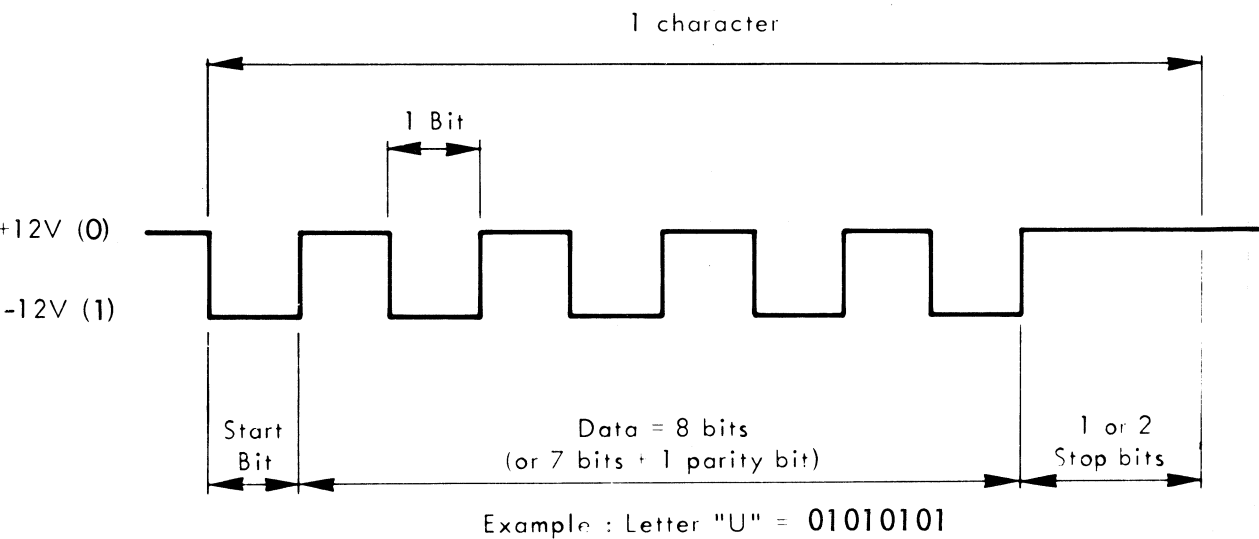 1 character
1 Bit
+12V (0)
-12V (1)
Start
Bit
Data = 8 bits
(or 7 bits + 1 parity bit)
1 or 2
Stop bits
Example : Letter "U" = 01010101